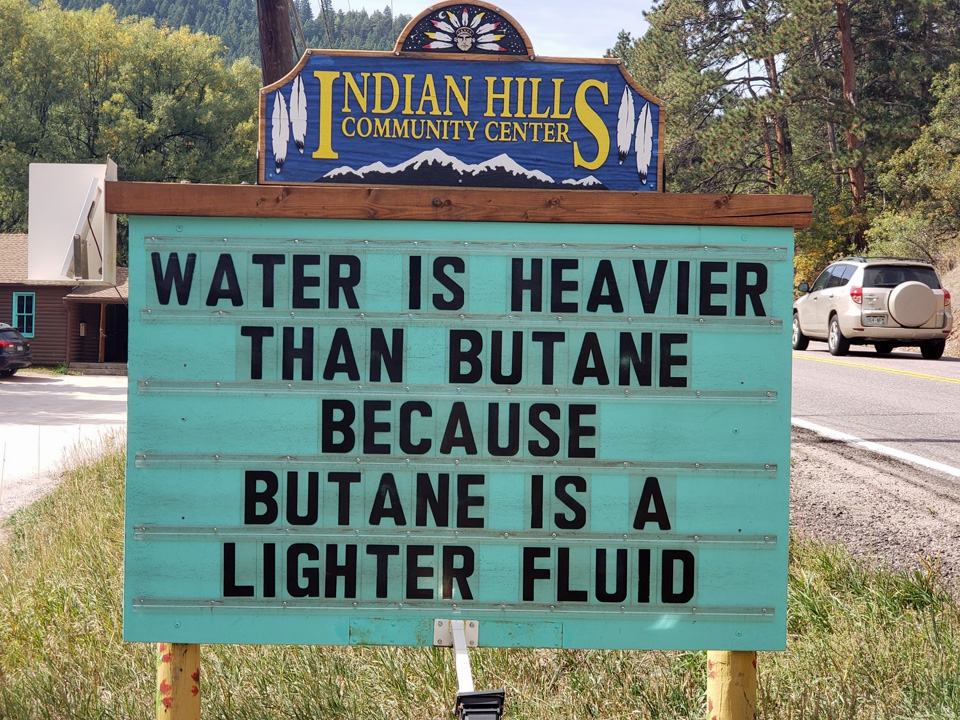 INDIAN HILLS
COMMUNITY CENTER
WATER IS HEAVIER
THAN BUTANE
BECAUSE
BUTANE IS A
LIGHTER FLUID